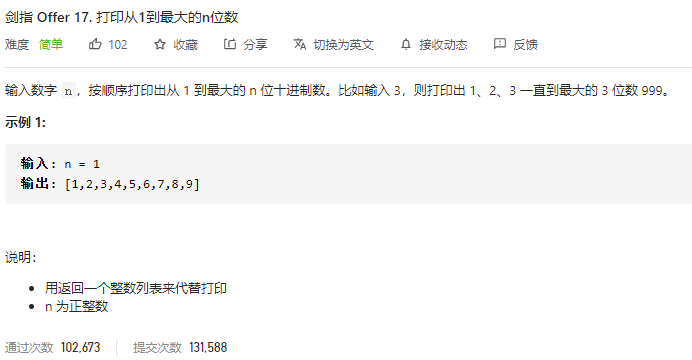 剑指 Offer 17. 打印从1到最大的n位数
难度 简单 102 收藏 分享 切换为英文 接收动态 反馈
输入数字 n，按顺序打印出从 1 到最大的 n 位十进制数。比如输入 3，则打印出 1、2、3 一直到最大的 3 位数 999。
示例 1:
输入: n = 1
输出: [1,2,3,4,5,6,7,8,9]
说明：
用返回一个整数列表来代替打印
n 为正整数
通过次数 102,673 提交次数 131,588